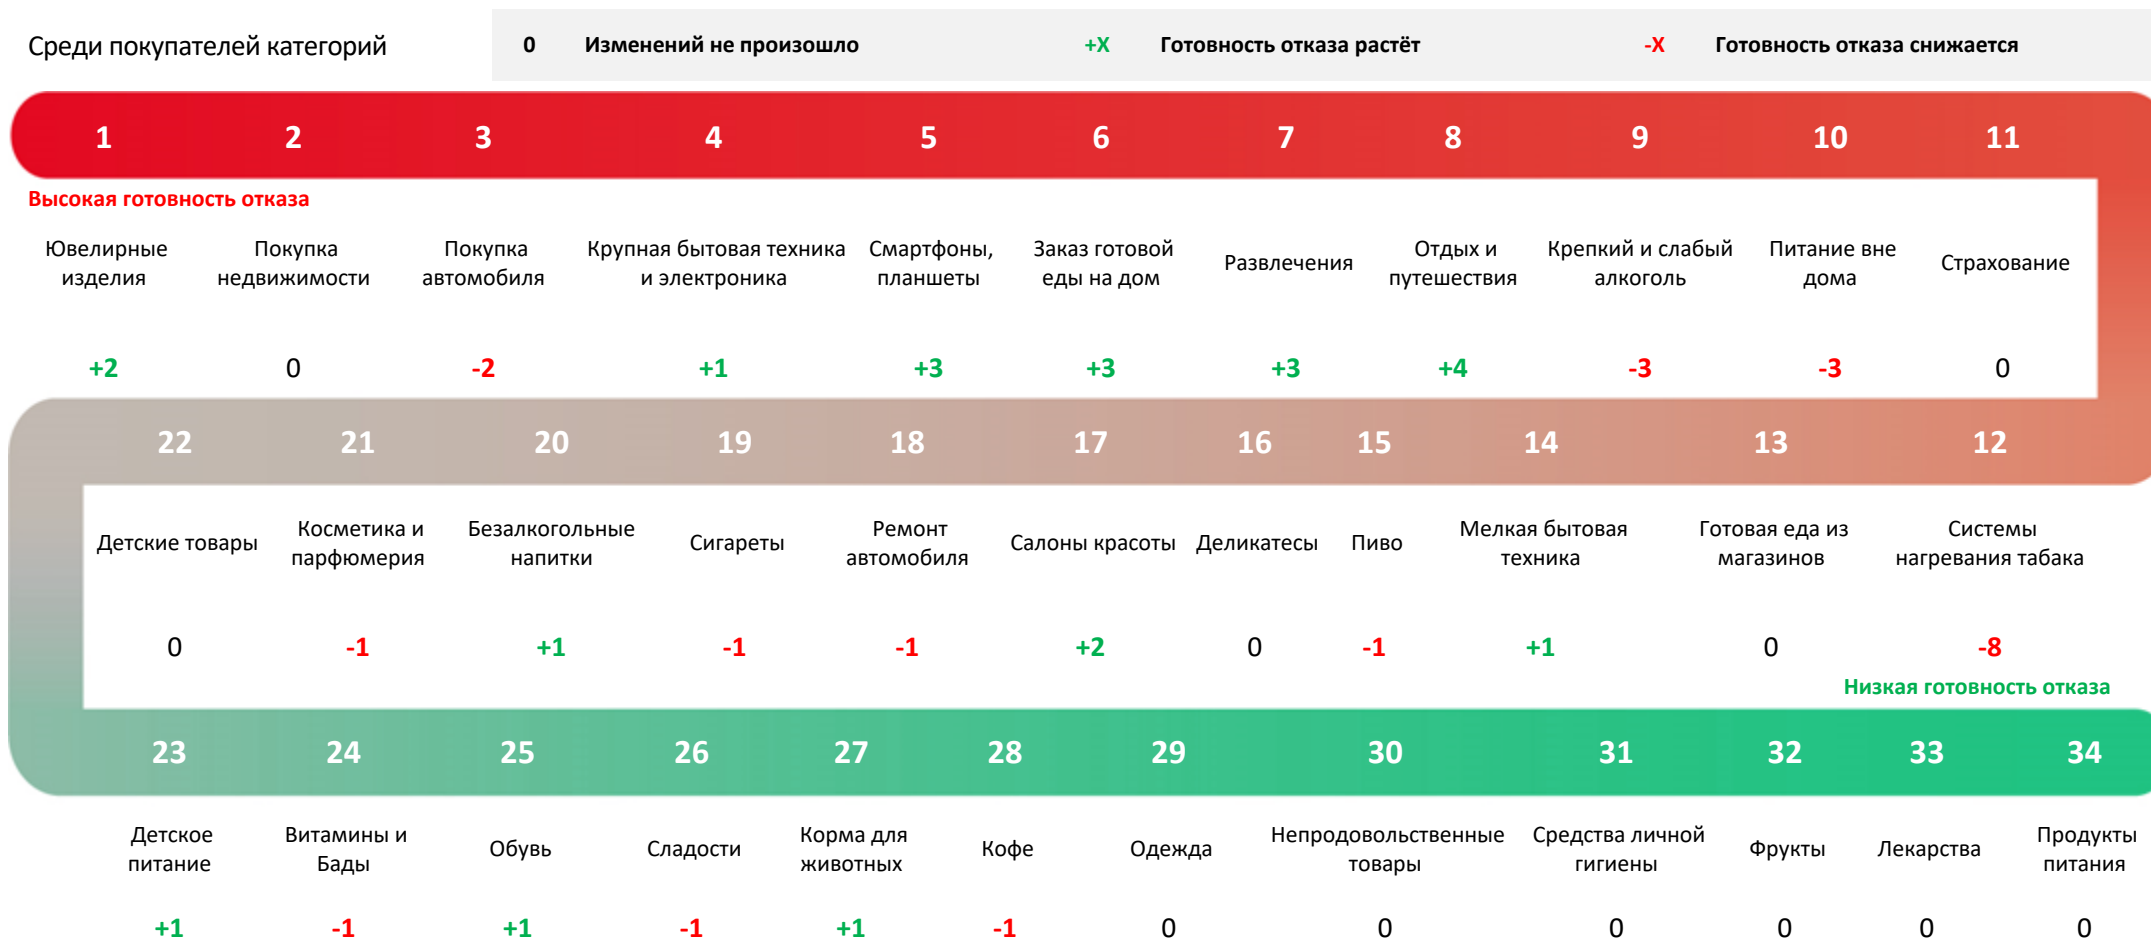 Среди покупателей категорий
0 Изменений не произошло +X Готовность отказа растёт -X Готовность отказа снижается
1 2 3 4 5 6 7 8 9 10 11
Высокая готовность отказа
Ювелирные Покупка Покупка Крупная бытовая техника Смартфоны, Заказ готовой Развлечения Отдых и Крепкий и слабый Питание вне Страхование
изделия недвижимости автомобиля и электроника планшеты еды на дом путешествия алкоголь дома
+2 0 -2 +1 +3 +3 +3 +4 -3 -3 0
22 21 20 19 18 17 16 15 14 13 12
Детские товары Косметика и Безалкогольные Сигареты Ремонт Салоны красоты Деликатесы Пиво Мелкая бытовая Готовая еда из Системы
парфюмерия напитки автомобиля техника магазинов нагревания табака
0 -1 +1 -1 -1 +2 0 -1 +1 0 -8
Низкая готовность отказа
23 24 25 26 27 28 29 30 31 32 33 34
Детское Витамины и Обувь Сладости Корма для Кофе Одежда Непродовольственные Средства личной Фрукты Лекарства Продукты
питание Бады животных товары гигиены питания
+1 -1 +1 -1 +1 -1 0 0 0 0 0 0